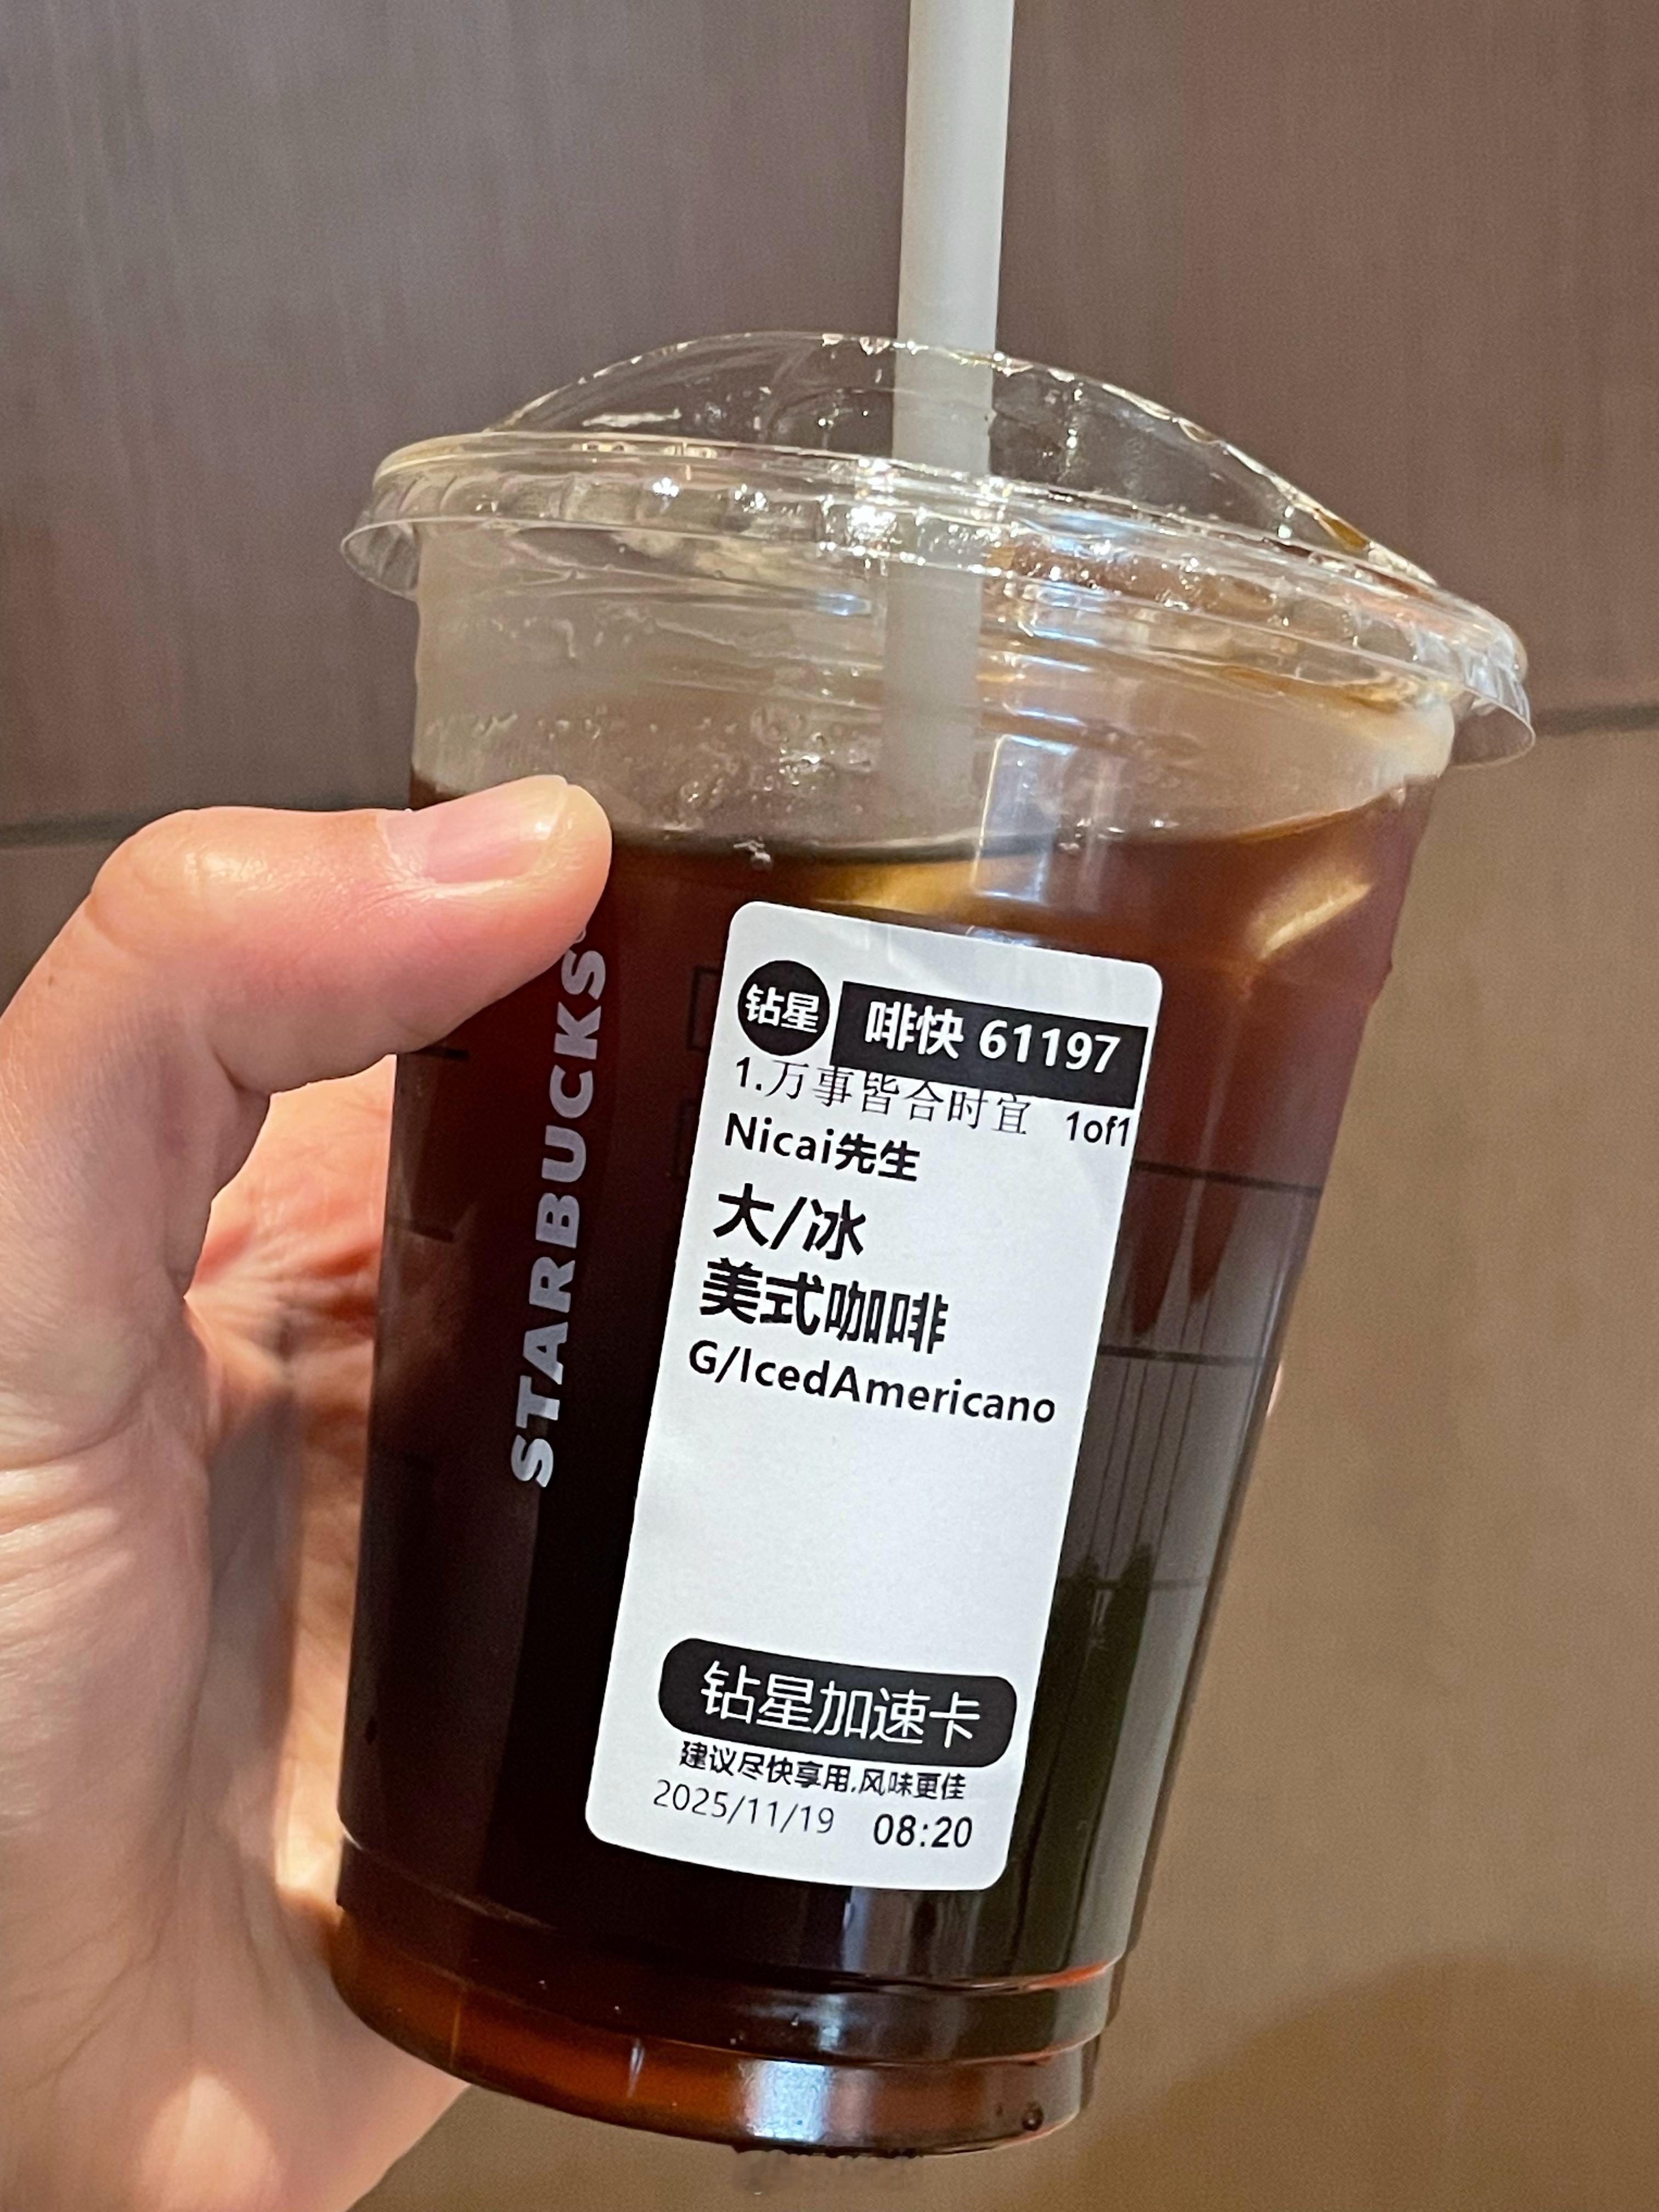 STARBUCKS
钻星 啡快 61197
1.万事皆合时宜 1of1
Nicai先生
大/冰
美式咖啡
G/IcedAmericano
钻星加速卡
建议尽快享用,风味更佳
2025/11/19 08:20